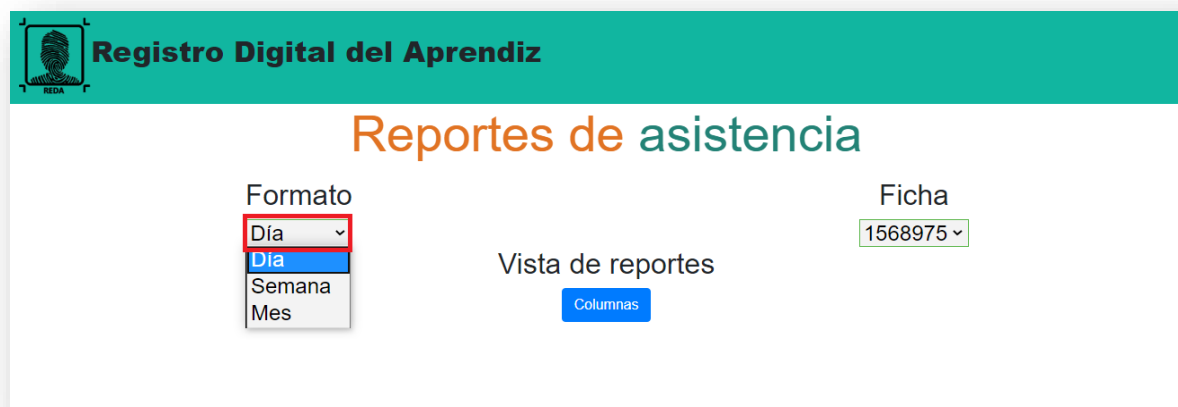 REDA
Registro Digital del Aprendiz
Reportes de asistencia
Formato
Ficha
Día
1568975
Día
Semana
Mes
Vista de reportes
Columnas